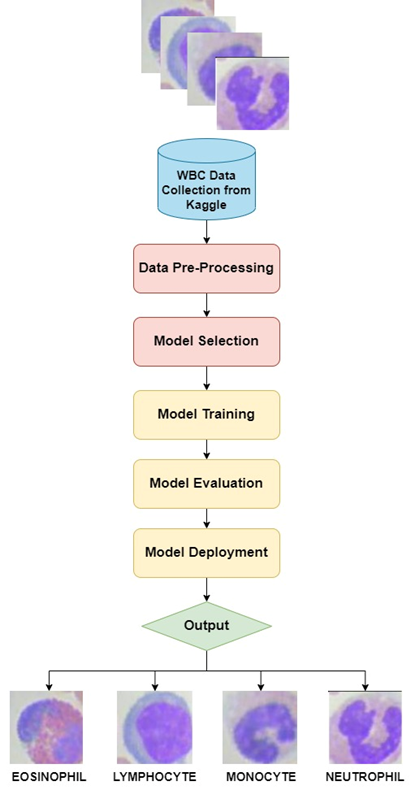 WBC Data
Collection from
Kaggle
Data Pre-Processing
Model Selection
Model Training
Model Evaluation
Model Deployment
Output
EOSINOPHIL LYMPHOCYTE MONOCYTE NEUTROPHIL